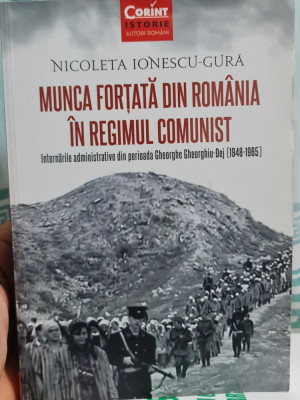 CORINT
ISTORIE
AUTORI ROMÂNI
NICOLETA IONESCU-GURĂ
MUNCA FORȚATĂ DIN ROMÂNIA
ÎN REGIMUL COMUNIST
Internările administrative din perioada Gheorghe Gheorghiu-Dej (1948-1965)